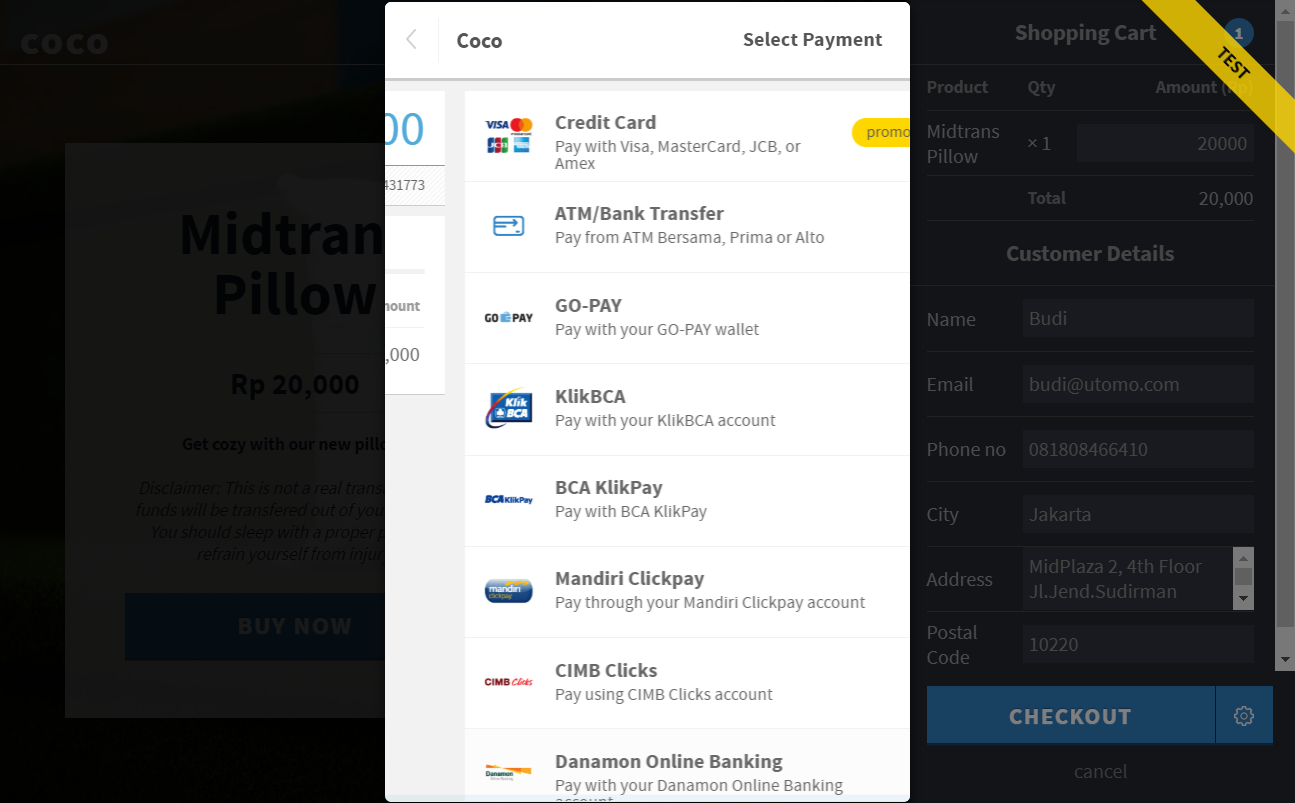 coco
Midtran
Pillow
Rp 20,000
Get cozy with our new pill
Disclaimer: This is not a real trans
funds will be transfered out of you
You should sleep with a proper p
refrain yourself from injur
BUY NOW
Coco
Select Payment
00
431773
mount
,000
VISA
mastercard
JCB
Credit Card
Pay with Visa, MasterCard, JCB, or
Amex
promo
ATM/Bank Transfer
Pay from ATM Bersama, Prima or Alto
GO PAY
GO-PAY
Pay with your GO-PAY wallet
Klik
BCA
KlikBCA
Pay with your KlikBCA account
BCA KlikPay
BCA KlikPay
Pay with BCA KlikPay
mandiri
clickpay
Mandiri Clickpay
Pay through your Mandiri Clickpay account
CIMB Clicks
CIMB Clicks
Pay using CIMB Clicks account
Danamon
Danamon Online Banking
Pay with your Danamon Online Banking
account
Shopping Cart
1
TEST
Product Qty Amount (Rp)
Midtrans
Pillow
× 1
20000
Total 20,000
Customer Details
Name Budi
Email budi@utomo.com
Phone no 081808466410
City Jakarta
Address
MidPlaza 2, 4th Floor
Jl.Jend.Sudirman
Postal
Code
10220
CHECKOUT
cancel